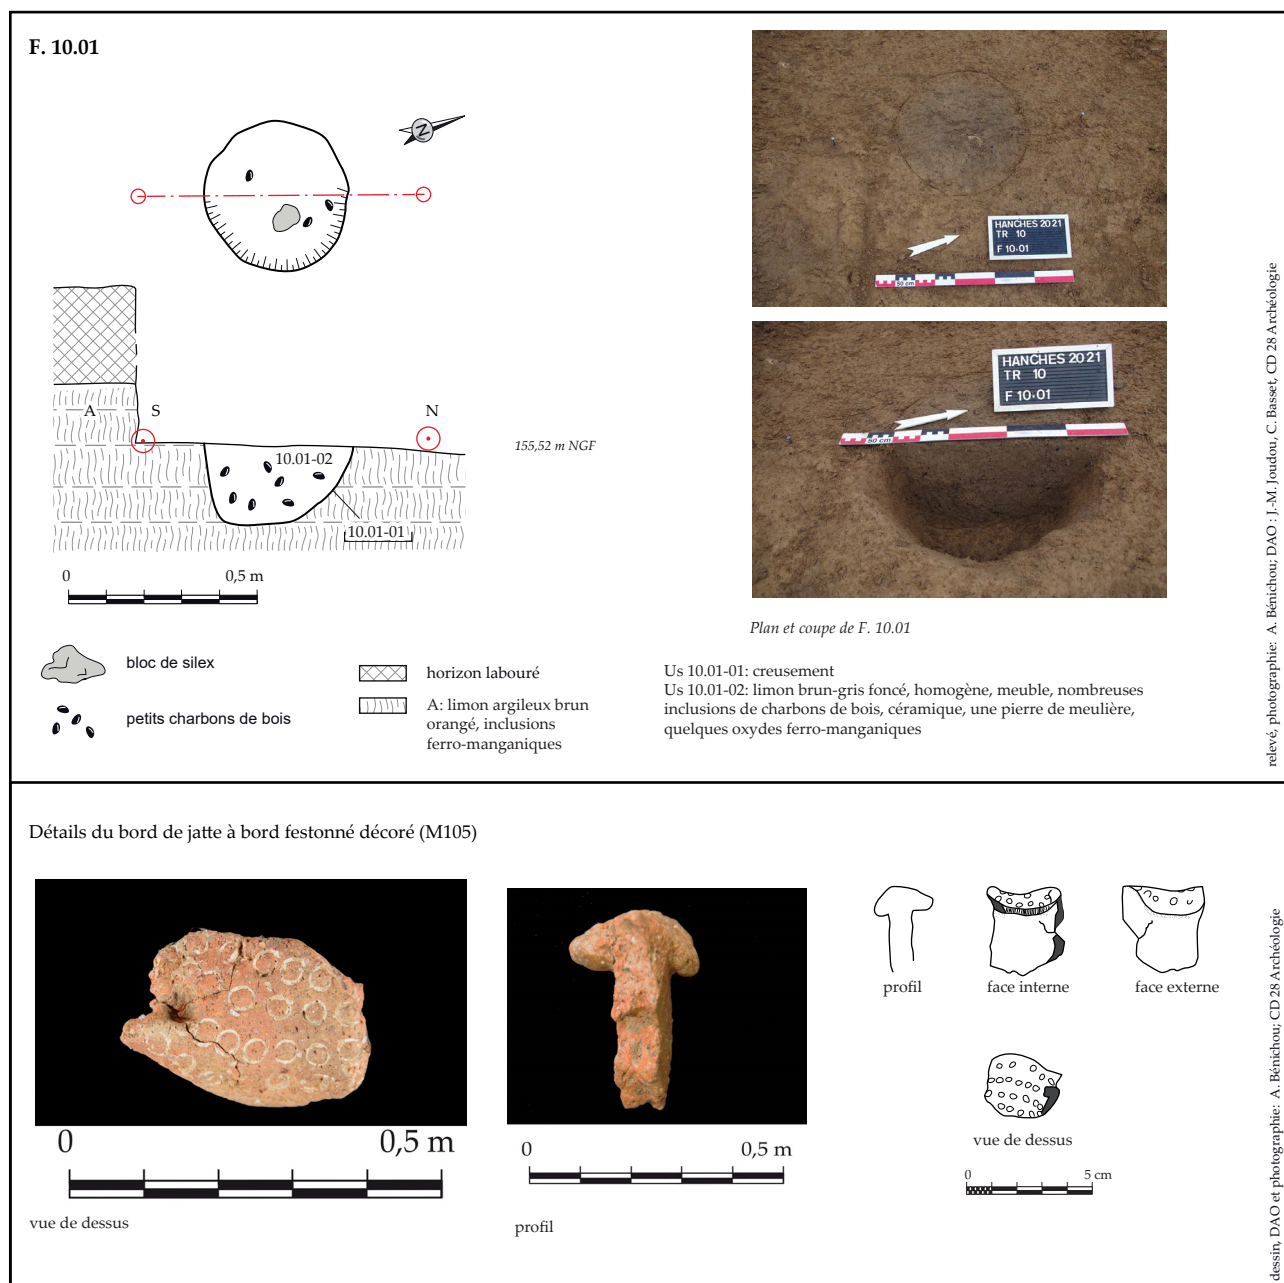 F. 10.01
N
HANCHES 2021
TR 10
F 10·01
50 cm
A
S
N
155,52 m NGF
10.01-02
10.01-01
HANCHES 2021
TR 10
F 10·01
50 cm
0
0,5 m
Plan et coupe de F. 10.01
bloc de silex
petits charbons de bois
horizon labouré
A: limon argileux brun
orangé, inclusions
ferro-manganiques
Us 10.01-01: creusement
Us 10.01-02: limon brun-gris foncé, homogène, meuble, nombreuses
inclusions de charbons de bois, céramique, une pierre de meulière,
quelques oxydes ferro-manganiques
relevé, photographie: A. Bénichou; DAO : J.-M. Joudou, C. Basset, CD 28 Archéologie
Détails du bord de jatte à bord festonné décoré (M105)
0
0,5 m
vue de dessus
0
0,5 m
profil
profil
face interne
face externe
vue de dessus
0
5 cm
dessin, DAO et photographie: A. Bénichou; CD 28 Archéologie